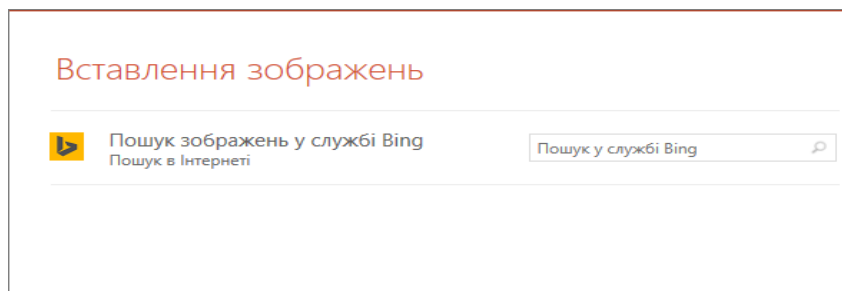 Вставлення зображень
Пошук зображень у службі Bing
Пошук в Інтернеті
Пошук у службі Bing